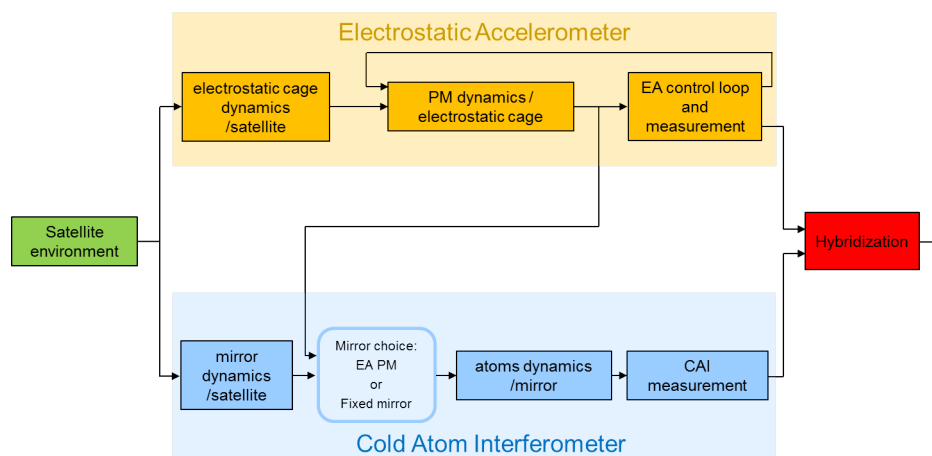 Electrostatic Accelerometer
electrostatic cage
dynamics
/satellite
PM dynamics /
electrostatic cage
EA control loop
and
measurement
Satellite
environment
Hybridization
mirror
dynamics
/satellite
Mirror choice:
EA PM
or
Fixed mirror
atoms dynamics
/mirror
CAI
measurement
Cold Atom Interferometer